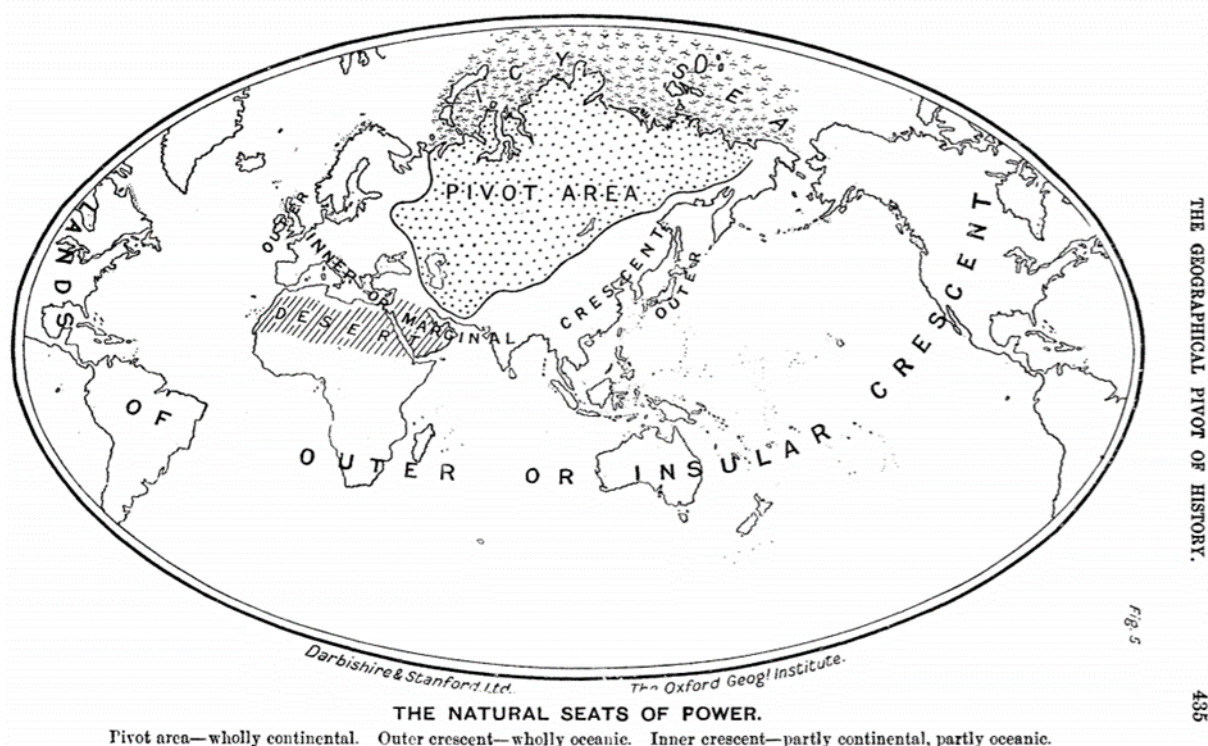 ICY SEA
PIVOT AREA
LANDS
OF
OUTER
INNER OR MARGINAL
CRESCENT
OUTER
DESERT
OUTER OR INSULAR CRESCENT
Darbishire & Stanford, Ltd.
The Oxford Geogl. Institute.
THE NATURAL SEATS OF POWER.
Pivot area—wholly continental. Outer crescent—wholly oceanic. Inner crescent—partly continental, partly oceanic.
THE GEOGRAPHICAL PIVOT OF HISTORY.
Fig. 5
435